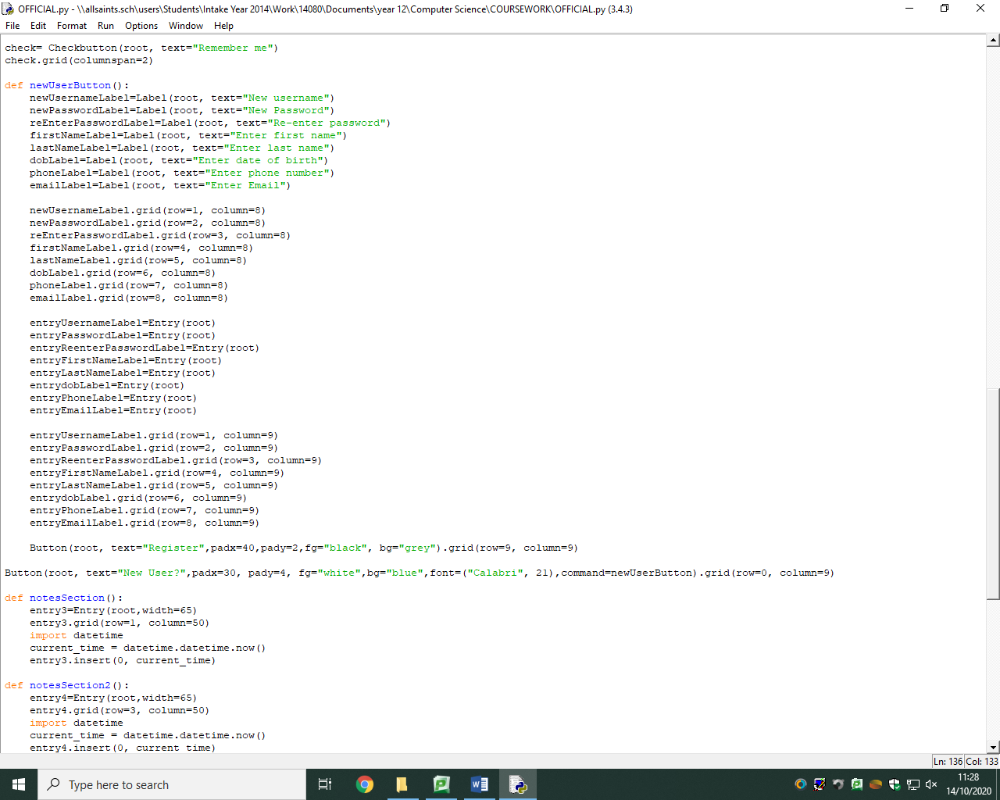 OFFICIAL.py - \\allsaints.sch\users\Students\Intake Year 2014\Work\14080\Documents\year 12\Computer Science\COURSEWORK\OFFICIAL.py (3.4.3)
File Edit Format Run Options Window Help
check= Checkbutton(root, text="Remember me")
check.grid(columnspan=2)

def newUserButton():
    newUsernameLabel=Label(root, text="New username")
    newPasswordLabel=Label(root, text="New Password")
    reEnterPasswordLabel=Label(root, text="Re-enter password")
    firstNameLabel=Label(root, text="Enter first name")
    lastNameLabel=Label(root, text="Enter last name")
    dobLabel=Label(root, text="Enter date of birth")
    phoneLabel=Label(root, text="Enter phone number")
    emailLabel=Label(root, text="Enter Email")

    newUsernameLabel.grid(row=1, column=8)
    newPasswordLabel.grid(row=2, column=8)
    reEnterPasswordLabel.grid(row=3, column=8)
    firstNameLabel.grid(row=4, column=8)
    lastNameLabel.grid(row=5, column=8)
    dobLabel.grid(row=6, column=8)
    phoneLabel.grid(row=7, column=8)
    emailLabel.grid(row=8, column=8)

    entryUsernameLabel=Entry(root)
    entryPasswordLabel=Entry(root)
    entryReenterPasswordLabel=Entry(root)
    entryFirstNameLabel=Entry(root)
    entryLastNameLabel=Entry(root)
    entrydobLabel=Entry(root)
    entryPhoneLabel=Entry(root)
    entryEmailLabel=Entry(root)

    entryUsernameLabel.grid(row=1, column=9)
    entryPasswordLabel.grid(row=2, column=9)
    entryReenterPasswordLabel.grid(row=3, column=9)
    entryFirstNameLabel.grid(row=4, column=9)
    entryLastNameLabel.grid(row=5, column=9)
    entrydobLabel.grid(row=6, column=9)
    entryPhoneLabel.grid(row=7, column=9)
    entryEmailLabel.grid(row=8, column=9)

    Button(root, text="Register",padx=40,pady=2,fg="black", bg="grey").grid(row=9, column=9)

Button(root, text="New User?",padx=30, pady=4, fg="white",bg="blue",font=("Calabri", 21),command=newUserButton).grid(row=0, column=9)

def notesSection():
    entry3=Entry(root,width=65)
    entry3.grid(row=1, column=50)
    import datetime
    current_time = datetime.datetime.now()
    entry3.insert(0, current_time)

def notesSection2():
    entry4=Entry(root,width=65)
    entry4.grid(row=3, column=50)
    import datetime
    current_time = datetime.datetime.now()
    entry4.insert(0, current_time)
Ln: 136 Col: 133
Type here to search
11:28
14/10/2020